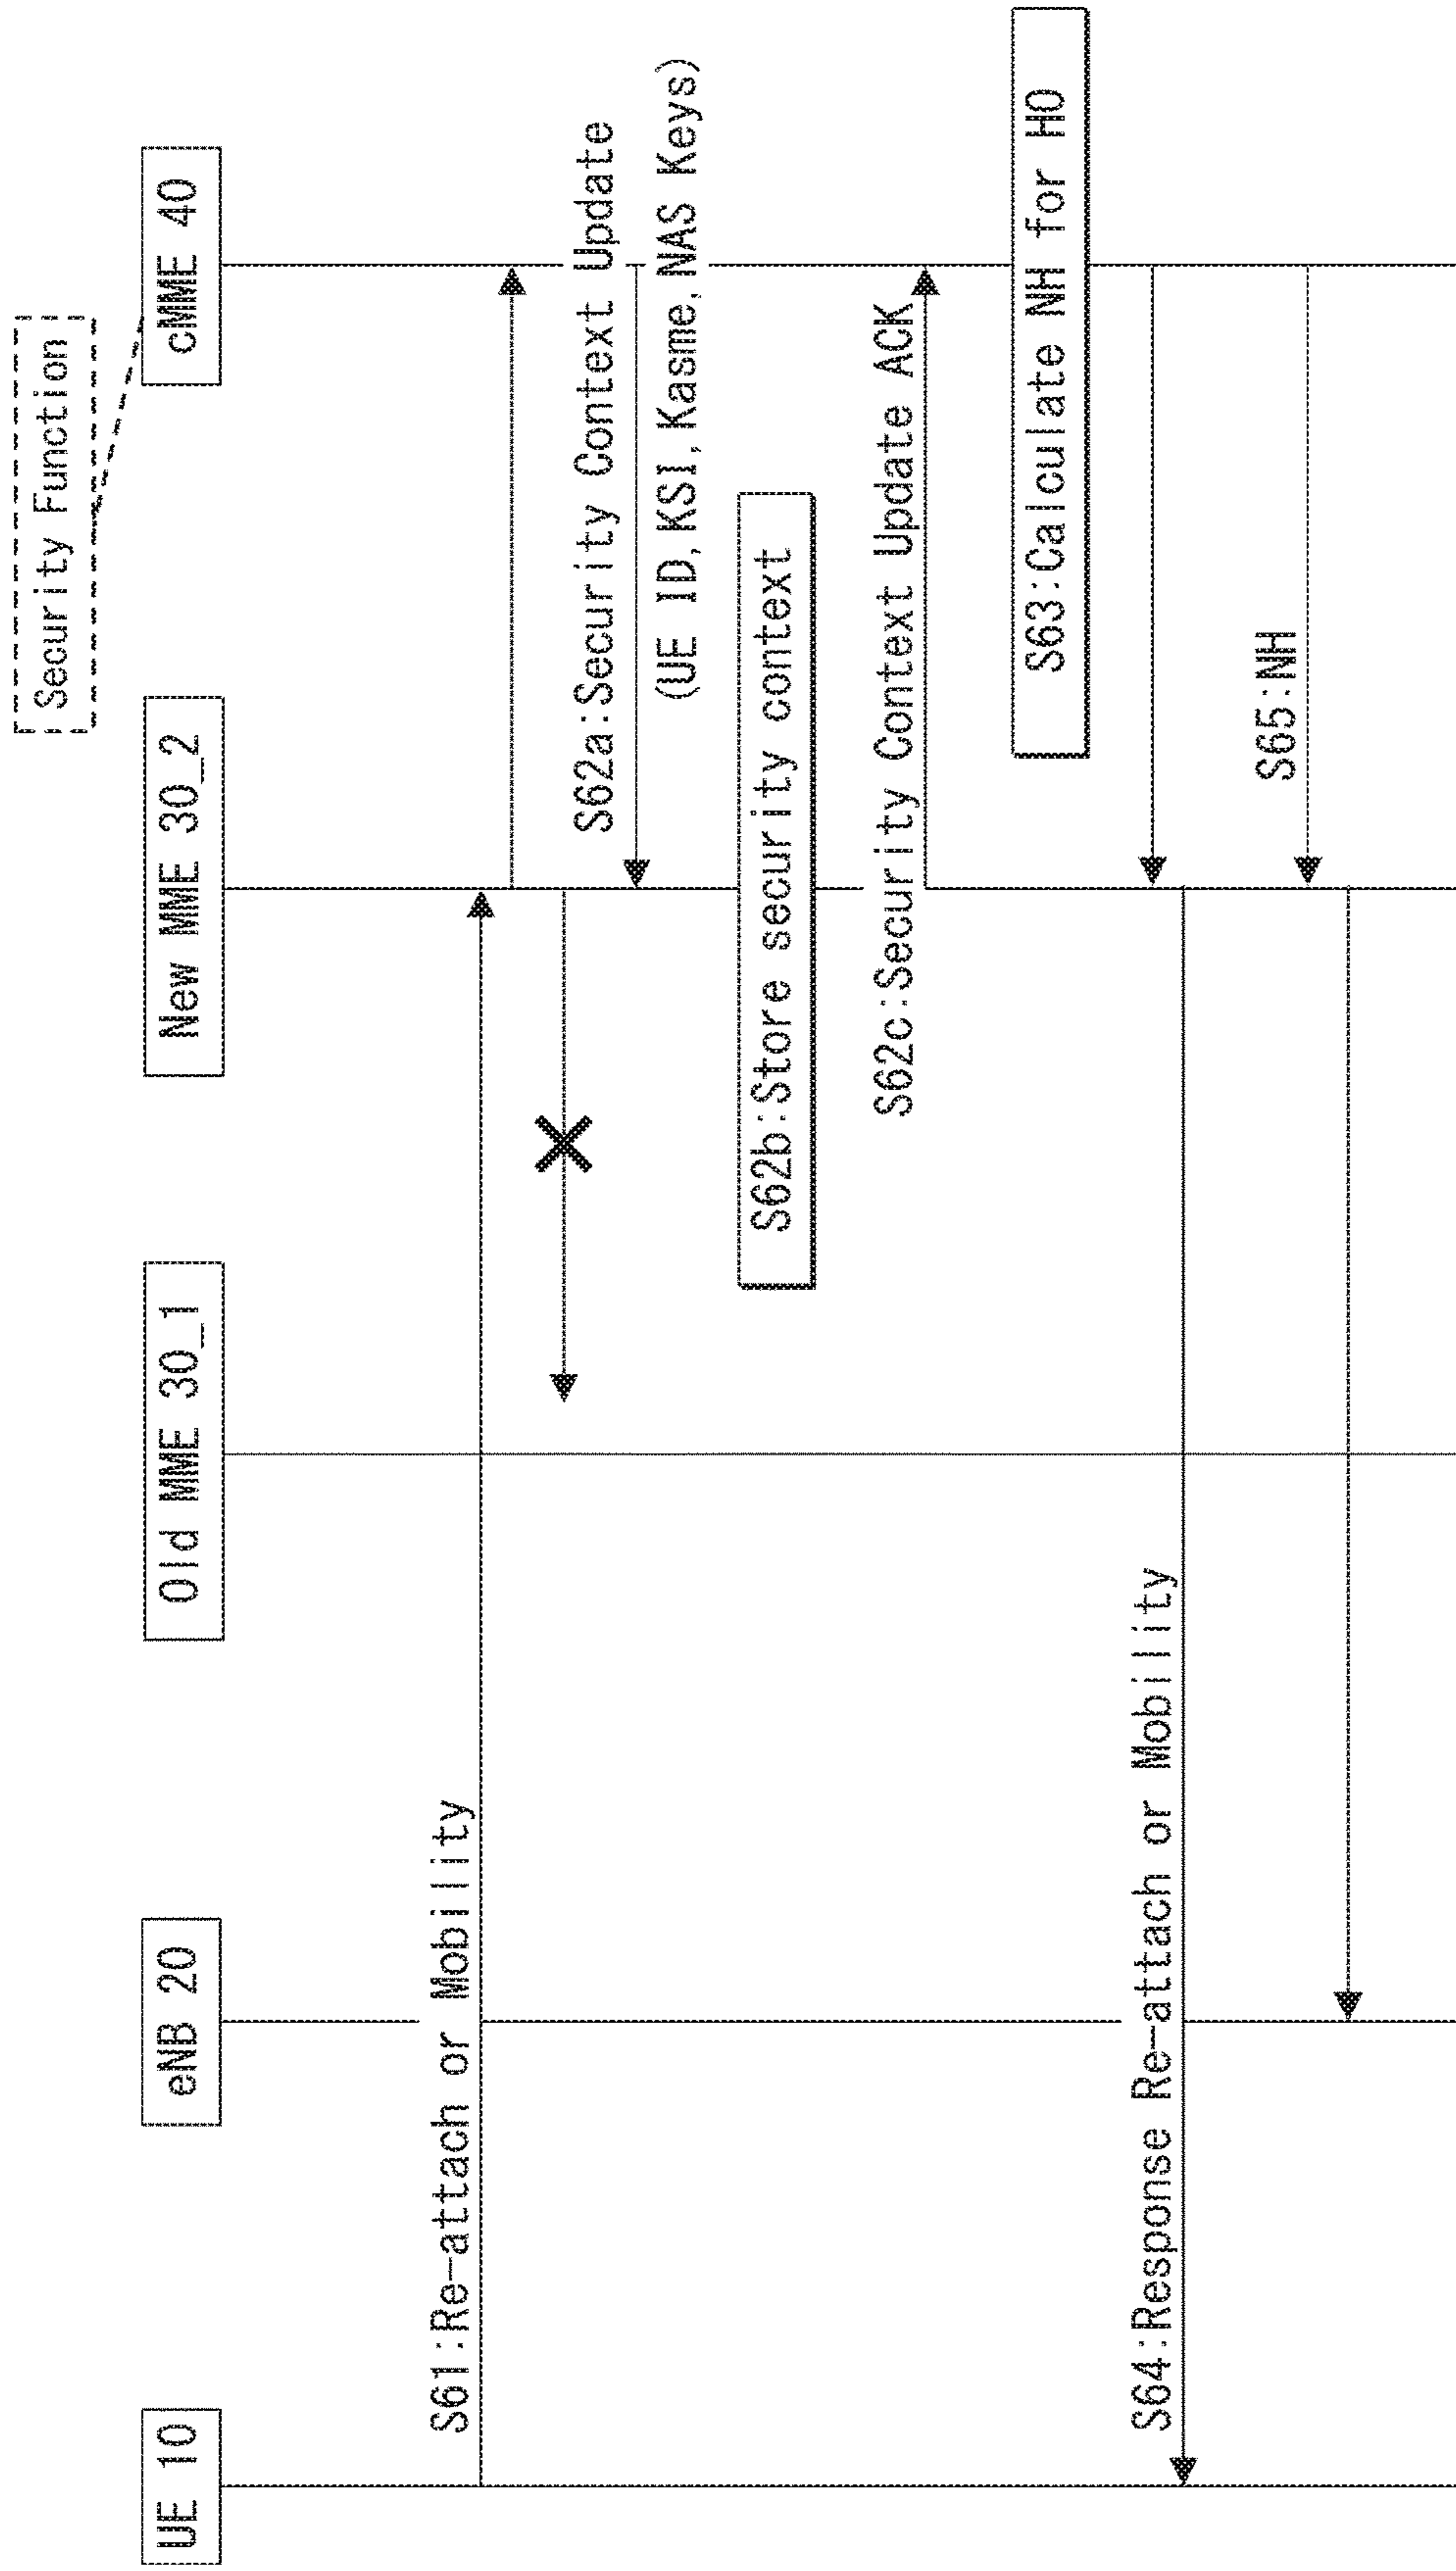 Security Function
UE 10
eNB 20
Old MME 30_1
New MME 30_2
cMME 40
S61:Re-attach or Mobility
S62a:Security Context Update
(UE ID, KSI, Kasme, NAS Keys)
S62b:Store security context
S62c:Security Context Update ACK
S63:Calculate NH for HO
S64:Response Re-attach or Mobility
S65:NH